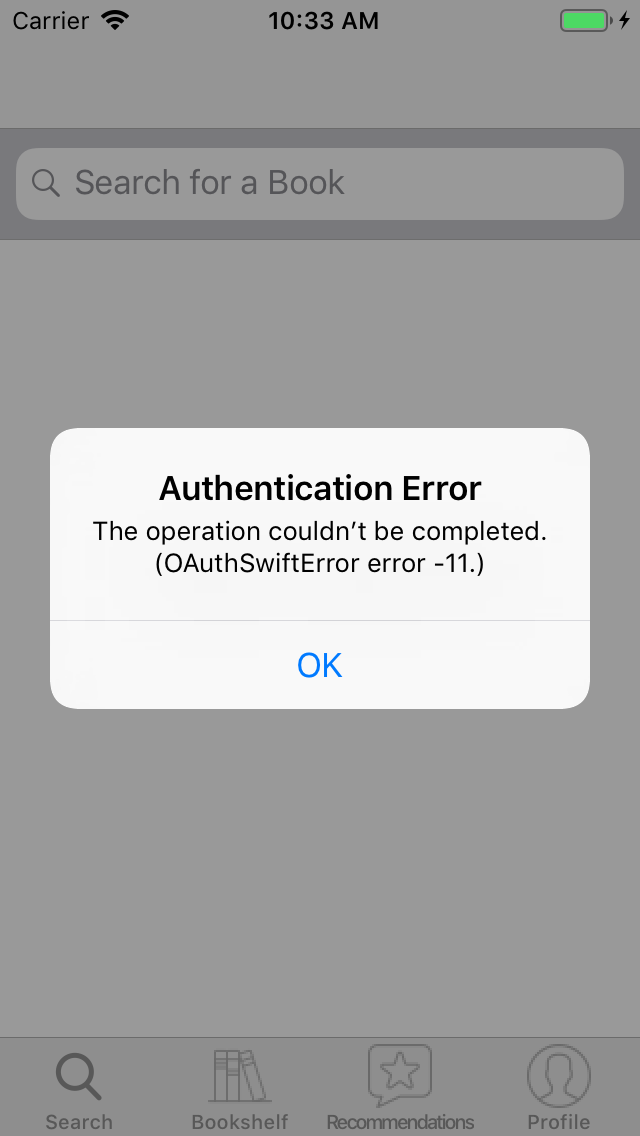 Carrier 10:33 AM
Search for a Book
Authentication Error
The operation couldn’t be completed.
(OAuthSwiftError error -11.)
OK
Search Bookshelf Recommendations Profile